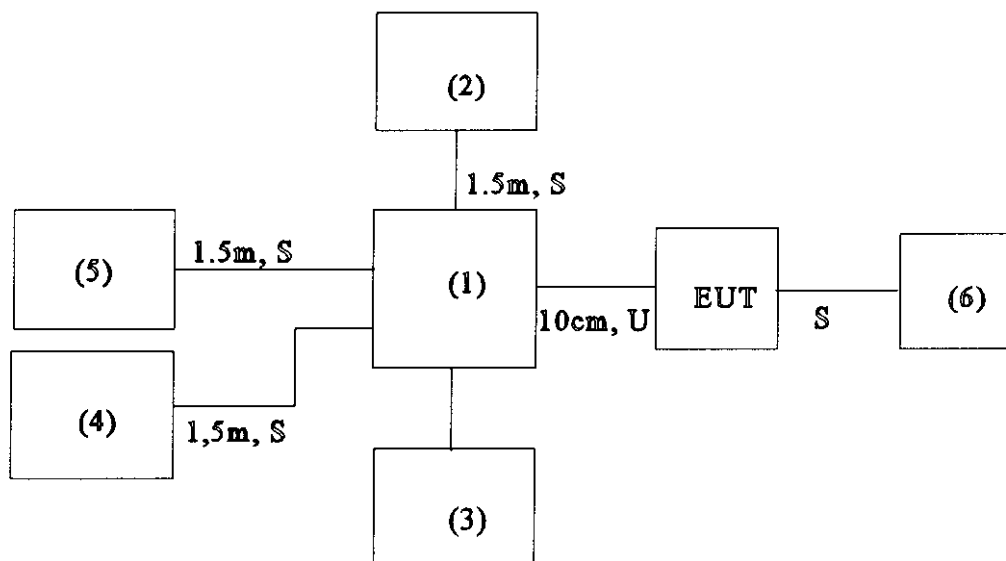 (2)
1.5m, S
(5)
1.5m, S
(1)
10cm, U
EUT
S
(6)
(4)
1,5m, S
(3)